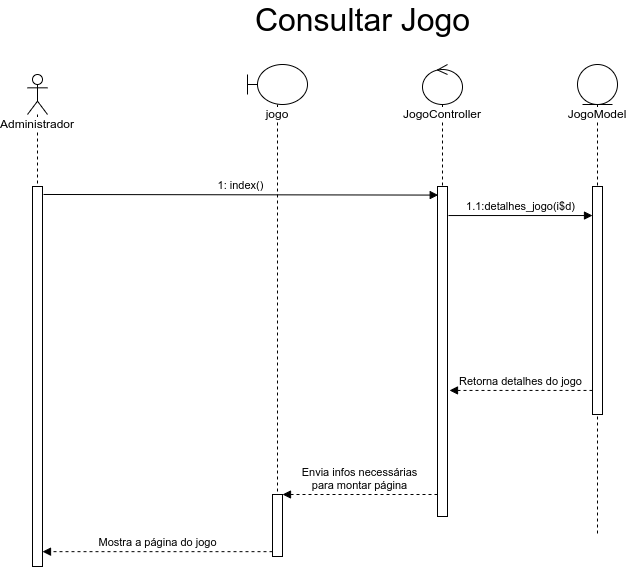 Consultar Jogo
Administrador
jogo
JogoController
JogoModel
1: index()
1.1:detalhes_jogo(i$d)
Retorna detalhes do jogo
Envia infos necessárias
para montar página
Mostra a página do jogo